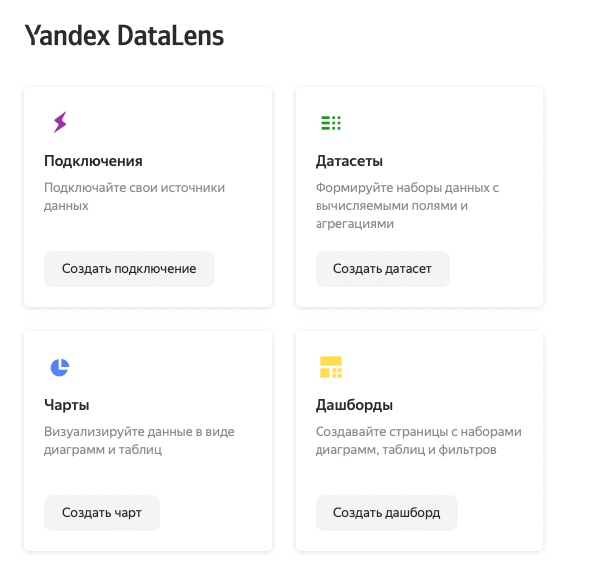 Yandex DataLens
Подключения
Подключайте свои источники
данных
Создать подключение
Датасеты
Формируйте наборы данных с
вычисляемыми полями и
агрегациями
Создать датасет
Чарты
Визуализируйте данные в виде
диаграмм и таблиц
Создать чарт
Дашборды
Создавайте страницы с наборами
диаграмм, таблиц и фильтров
Создать дашборд